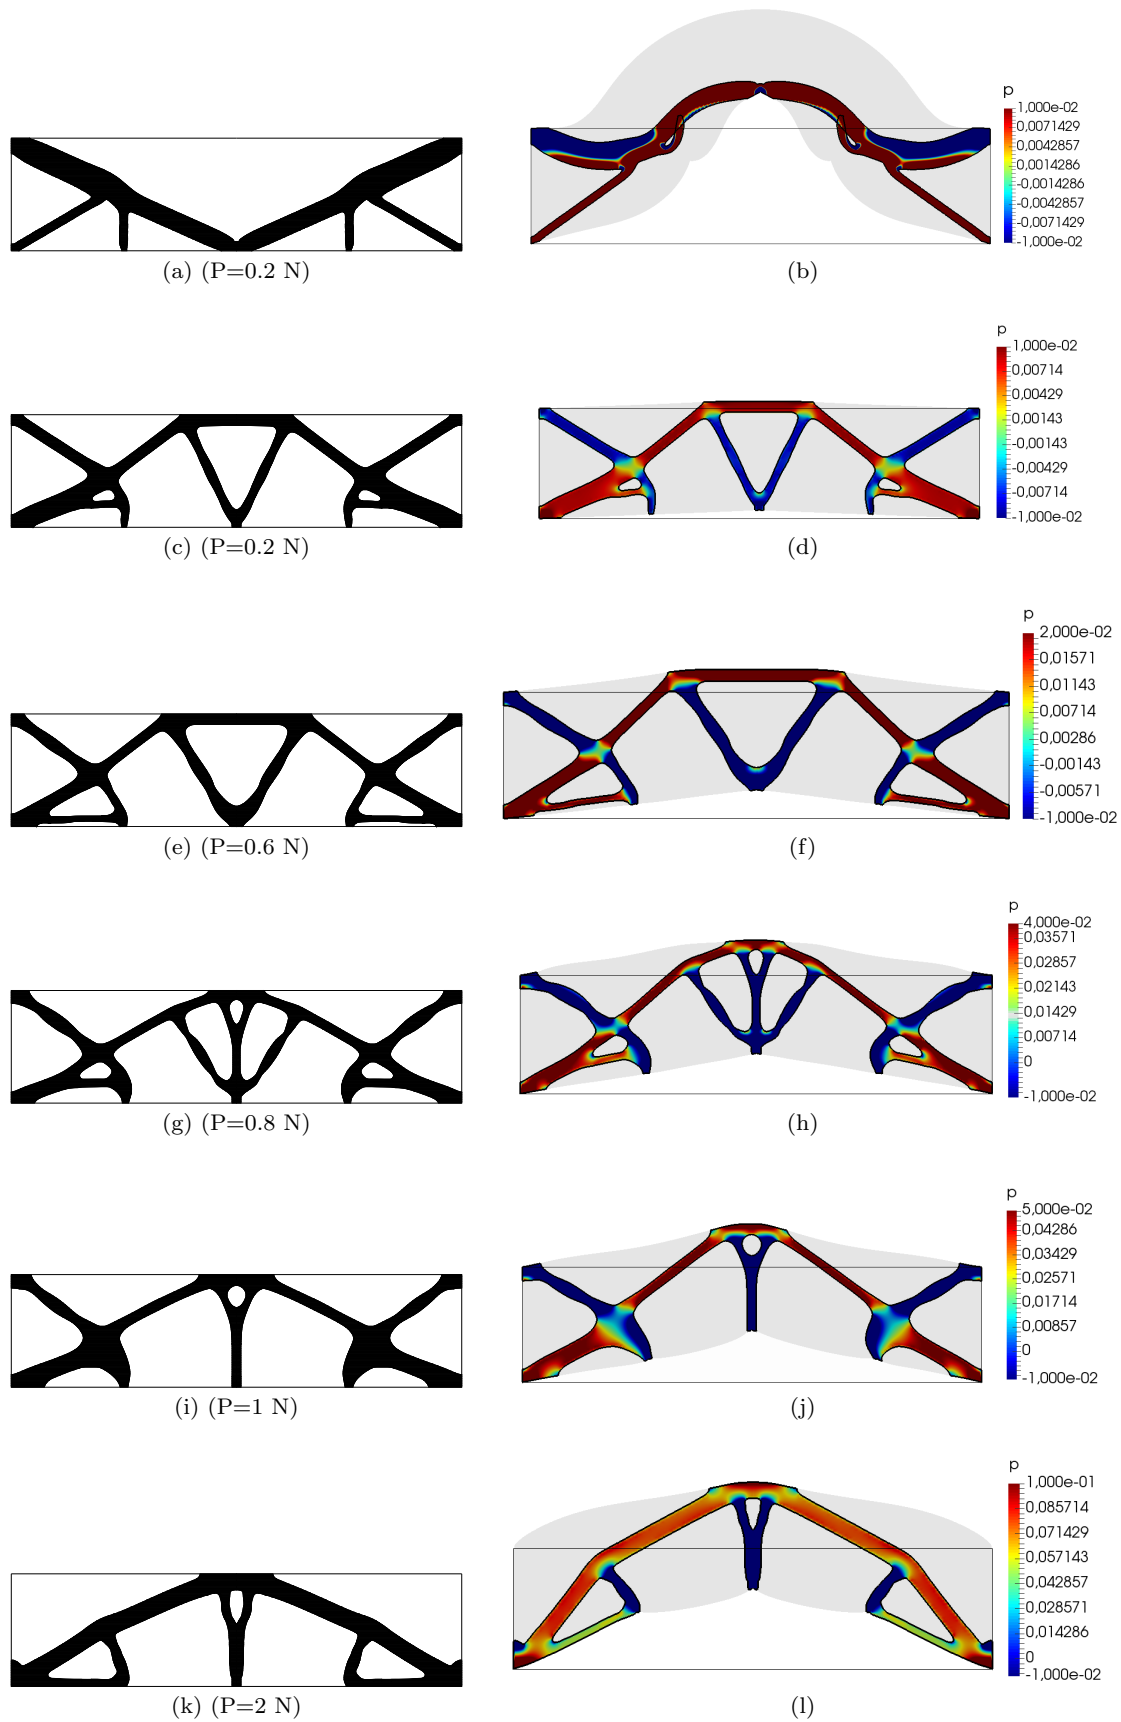 p
1,000e-02
0,0071429
0,0042857
0,0014286
-0,0014286
-0,0042857
-0,0071429
-1,000e-02
(a) (P=0.2 N)
(b)
p
1,000e-02
0,00714
0,00429
0,00143
-0,00143
-0,00429
-0,00714
-1,000e-02
(c) (P=0.2 N)
(d)
p
2,000e-02
0,01571
0,01143
0,00714
0,00286
-0,00143
-0,00571
-1,000e-02
(e) (P=0.6 N)
(f)
p
4,000e-02
0,03571
0,02857
0,02143
0,01429
0,00714
0
-1,000e-02
(g) (P=0.8 N)
(h)
p
5,000e-02
0,04286
0,03429
0,02571
0,01714
0,00857
0
-1,000e-02
(i) (P=1 N)
(j)
p
1,000e-01
0,085714
0,071429
0,057143
0,042857
0,028571
0,014286
0
-1,000e-02
(k) (P=2 N)
(l)